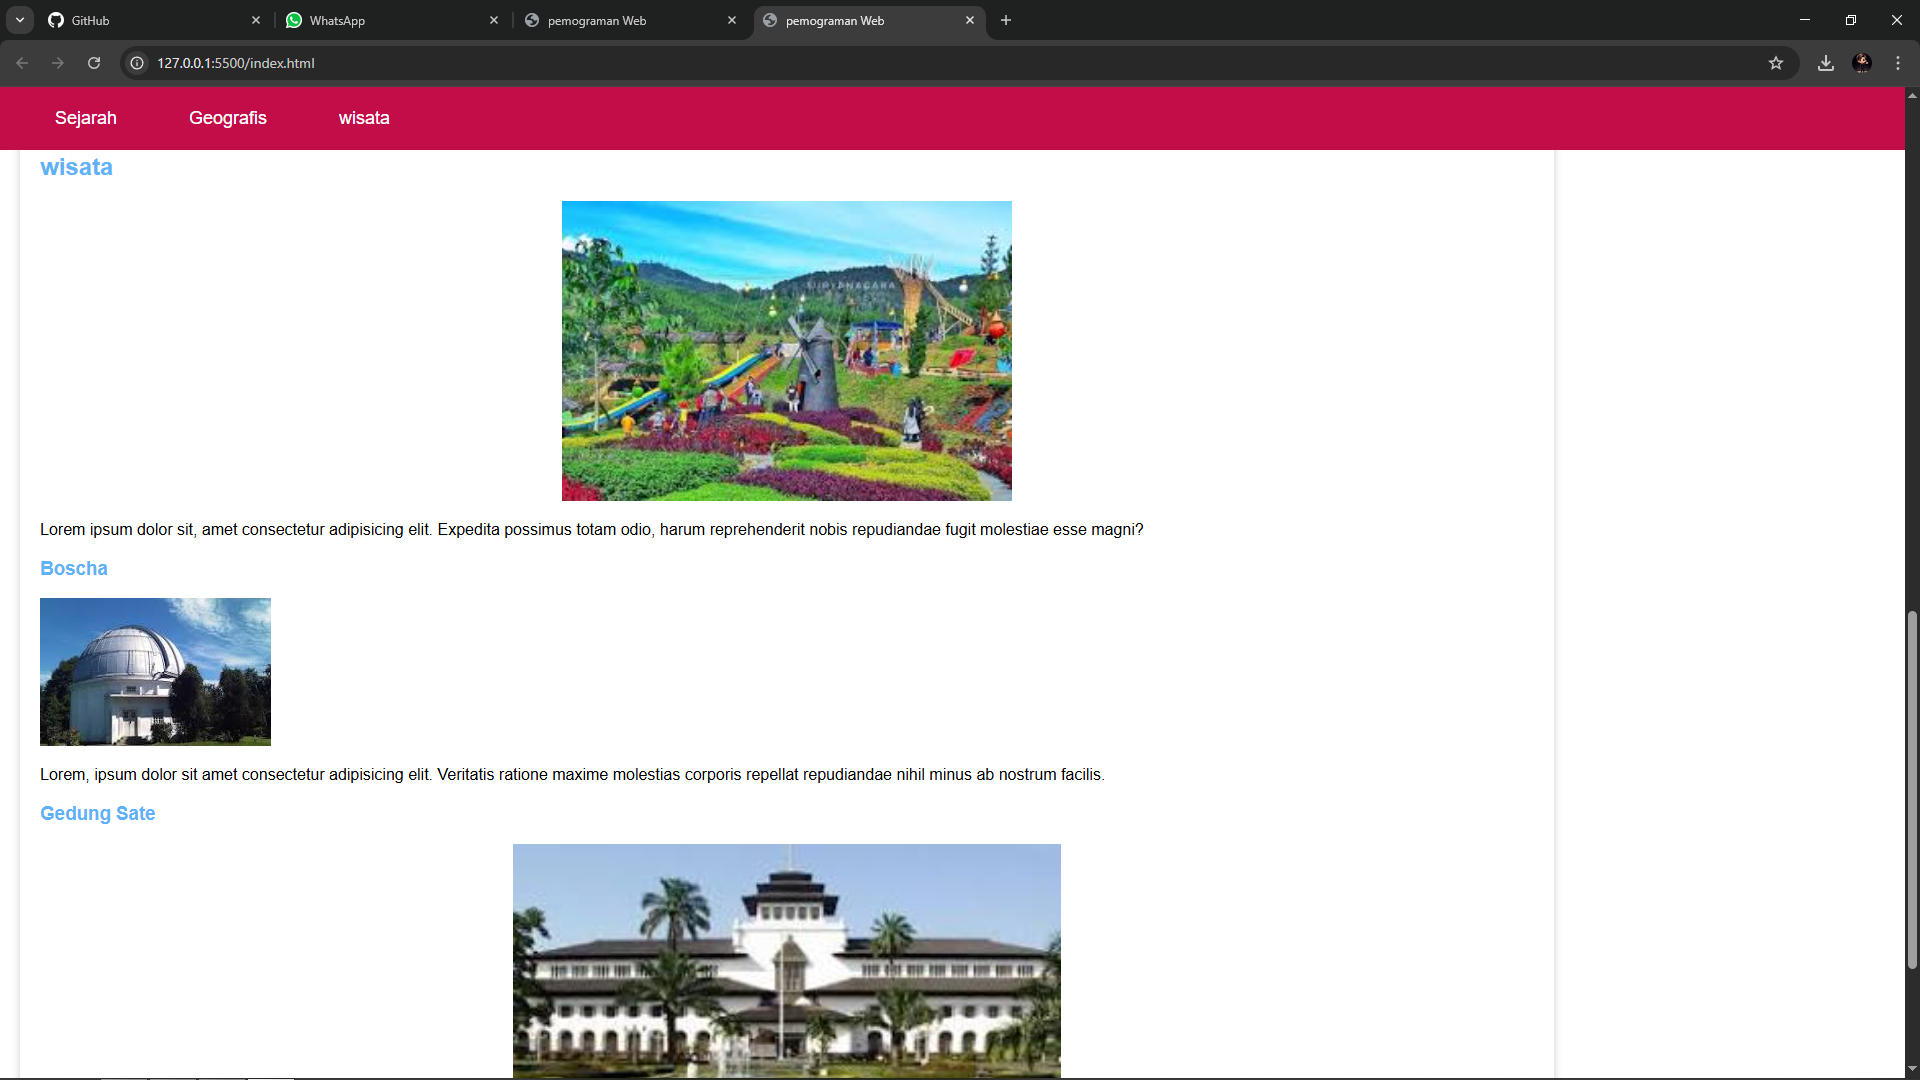 GitHub
WhatsApp
pemograman Web
pemograman Web
127.0.0.1:5500/index.html
Sejarah
Geografis
wisata
wisata
Lorem ipsum dolor sit, amet consectetur adipisicing elit. Expedita possimus totam odio, harum reprehenderit nobis repudiandae fugit molestiae esse magni?
Boscha
Lorem, ipsum dolor sit amet consectetur adipisicing elit. Veritatis ratione maxime molestias corporis repellat repudiandae nihil minus ab nostrum facilis.
Gedung Sate